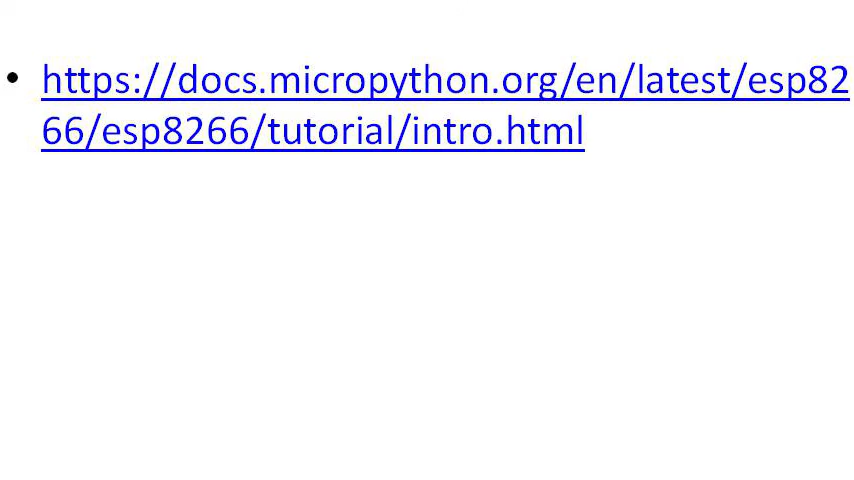 • https://docs.micropython.org/en/latest/esp82
66/esp8266/tutorial/intro.html